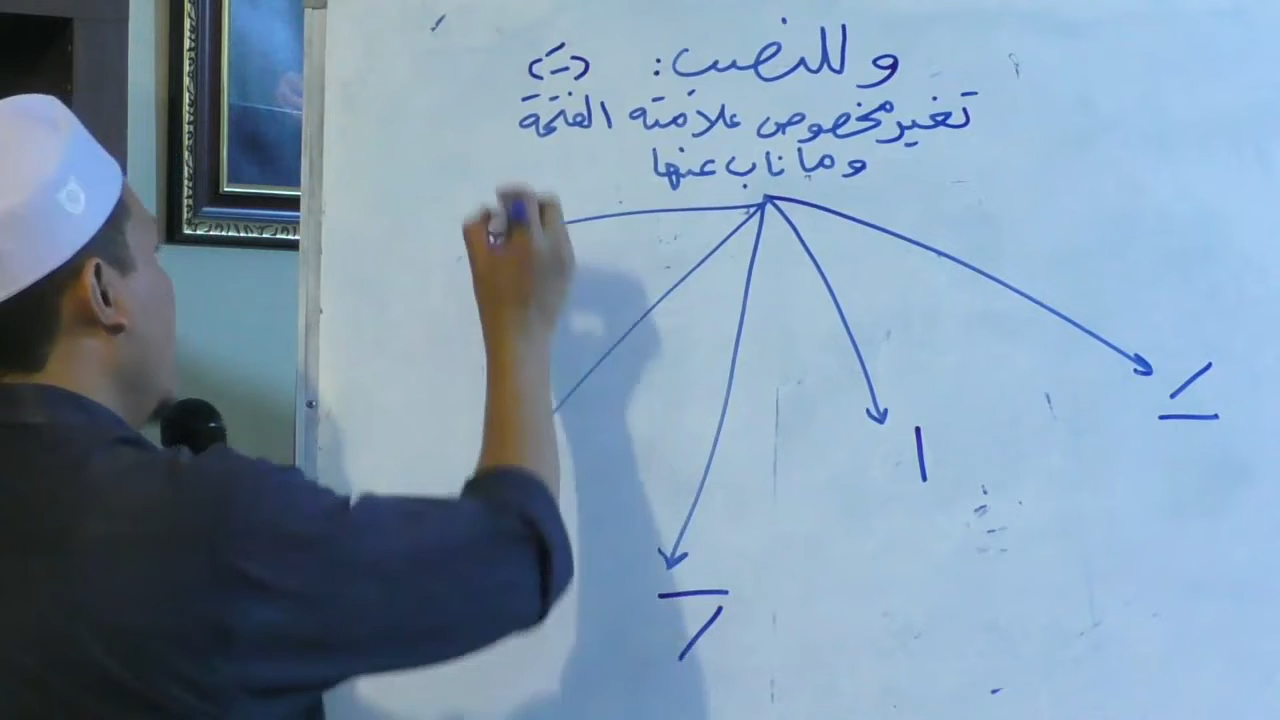 وللنصب: (ـَـ)
تغير مخصوص علامته الفتحة
وما ناب عنها
ـَـ
ا
ـِـ